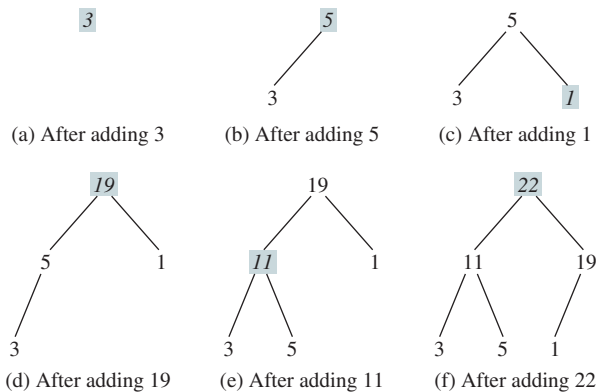 3
5
3
5
3 1
(a) After adding 3
(b) After adding 5
(c) After adding 1
19
5 1
3
(d) After adding 19
19
11 1
3 5
(e) After adding 11
22
11 19
3 5 1
(f) After adding 22